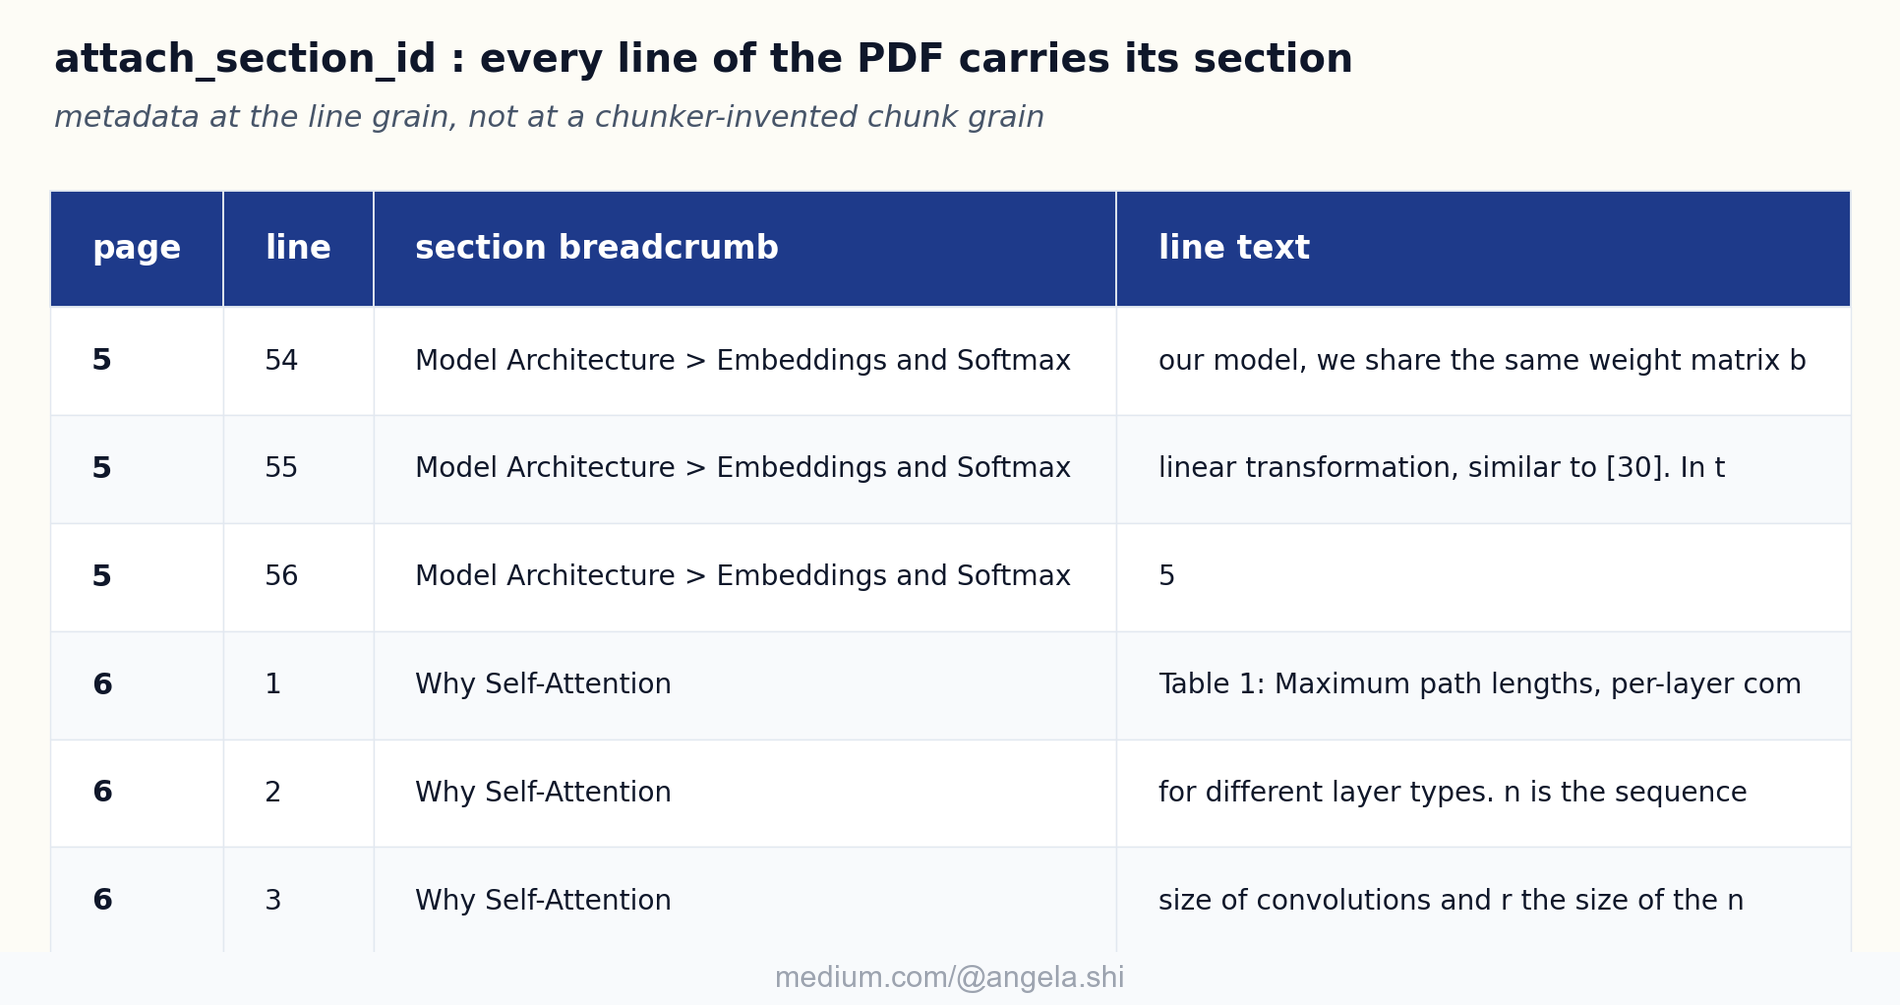 attach_section_id : every line of the PDF carries its section
metadata at the line grain, not at a chunker-invented chunk grain
page line section breadcrumb line text
5 54 Model Architecture > Embeddings and Softmax our model, we share the same weight matrix b
5 55 Model Architecture > Embeddings and Softmax linear transformation, similar to [30]. In t
5 56 Model Architecture > Embeddings and Softmax 5
6 1 Why Self-Attention Table 1: Maximum path lengths, per-layer com
6 2 Why Self-Attention for different layer types. n is the sequence
6 3 Why Self-Attention size of convolutions and r the size of the n
medium.com/@angela.shi